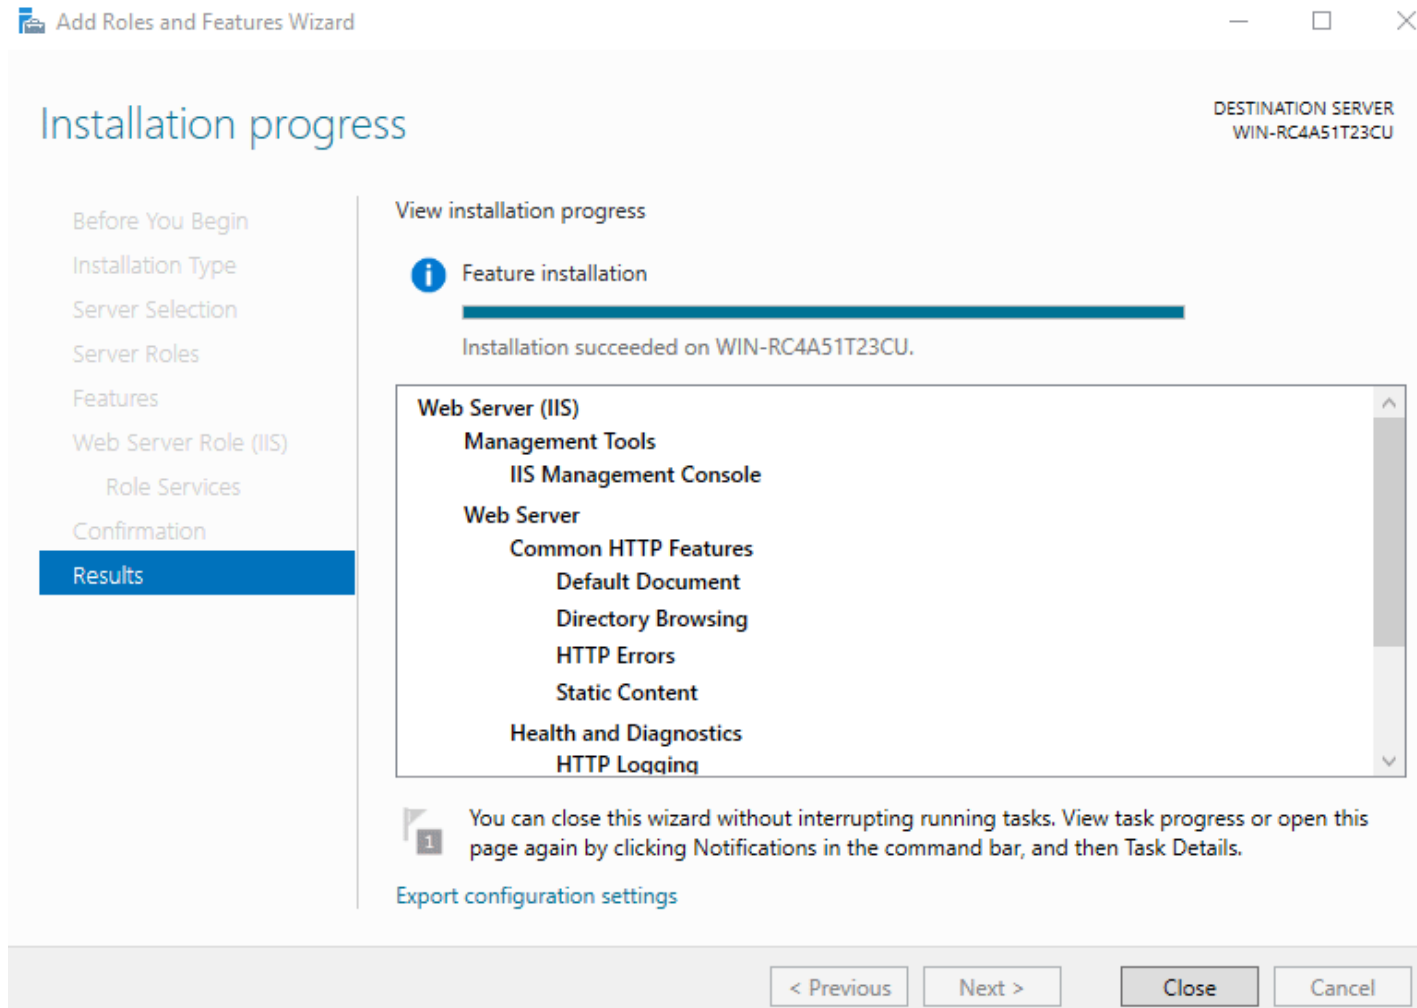 Add Roles and Features Wizard
Installation progress
DESTINATION SERVER
WIN-RC4A51T23CU
Before You Begin
Installation Type
Server Selection
Server Roles
Features
Web Server Role (IIS)
Role Services
Confirmation
Results
View installation progress
Feature installation
Installation succeeded on WIN-RC4A51T23CU.
Web Server (IIS)
Management Tools
IIS Management Console
Web Server
Common HTTP Features
Default Document
Directory Browsing
HTTP Errors
Static Content
Health and Diagnostics
HTTP Logging
1
You can close this wizard without interrupting running tasks. View task progress or open this
page again by clicking Notifications in the command bar, and then Task Details.
Export configuration settings
< Previous
Next >
Close
Cancel